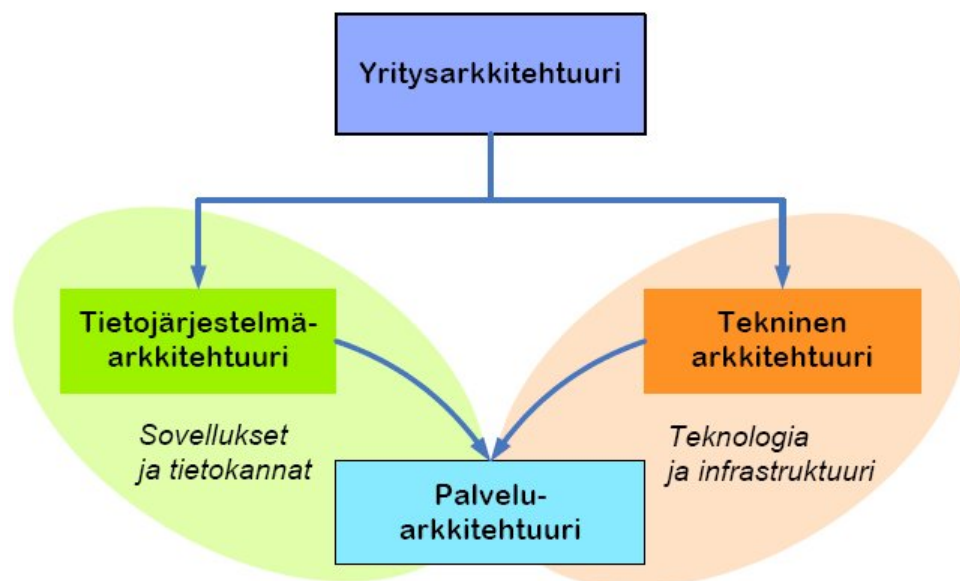 Yritysarkkitehtuuri
Tietojärjestelmä-
arkkitehtuuri
Tekninen
arkkitehtuuri
Sovellukset
ja tietokannat
Teknologia
ja infrastruktuuri
Palvelu-
arkkitehtuuri